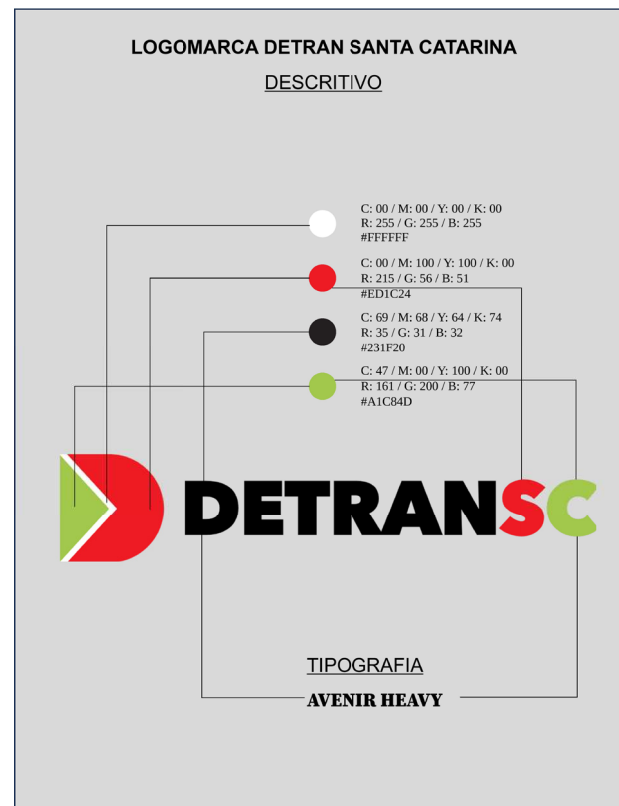 LOGOMARCA DETRAN SANTA CATARINA
DESCRITIVO
C: 00 / M: 00 / Y: 00 / K: 00
R: 255 / G: 255 / B: 255
#FFFFFF
C: 00 / M: 100 / Y: 100 / K: 00
R: 215 / G: 56 / B: 51
#ED1C24
C: 69 / M: 68 / Y: 64 / K: 74
R: 35 / G: 31 / B: 32
#231F20
C: 47 / M: 00 / Y: 100 / K: 00
R: 161 / G: 200 / B: 77
#A1C84D
DETRANSC
TIPOGRAFIA
AVENIR HEAVY